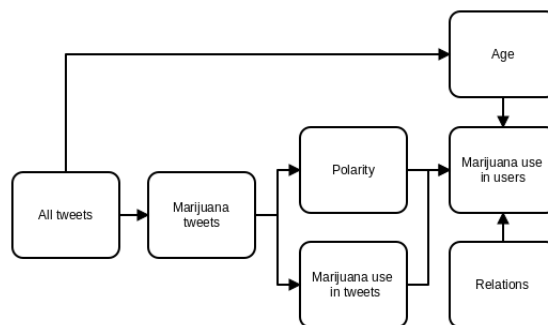 Age
All tweets
Marijuana
tweets
Polarity
Marijuana use
in tweets
Marijuana use
in users
Relations